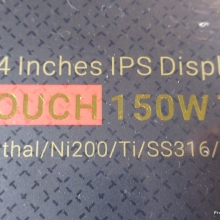 4 Inches IPS Displ
OUCH 150W
thal/Ni200/Ti/SS316/